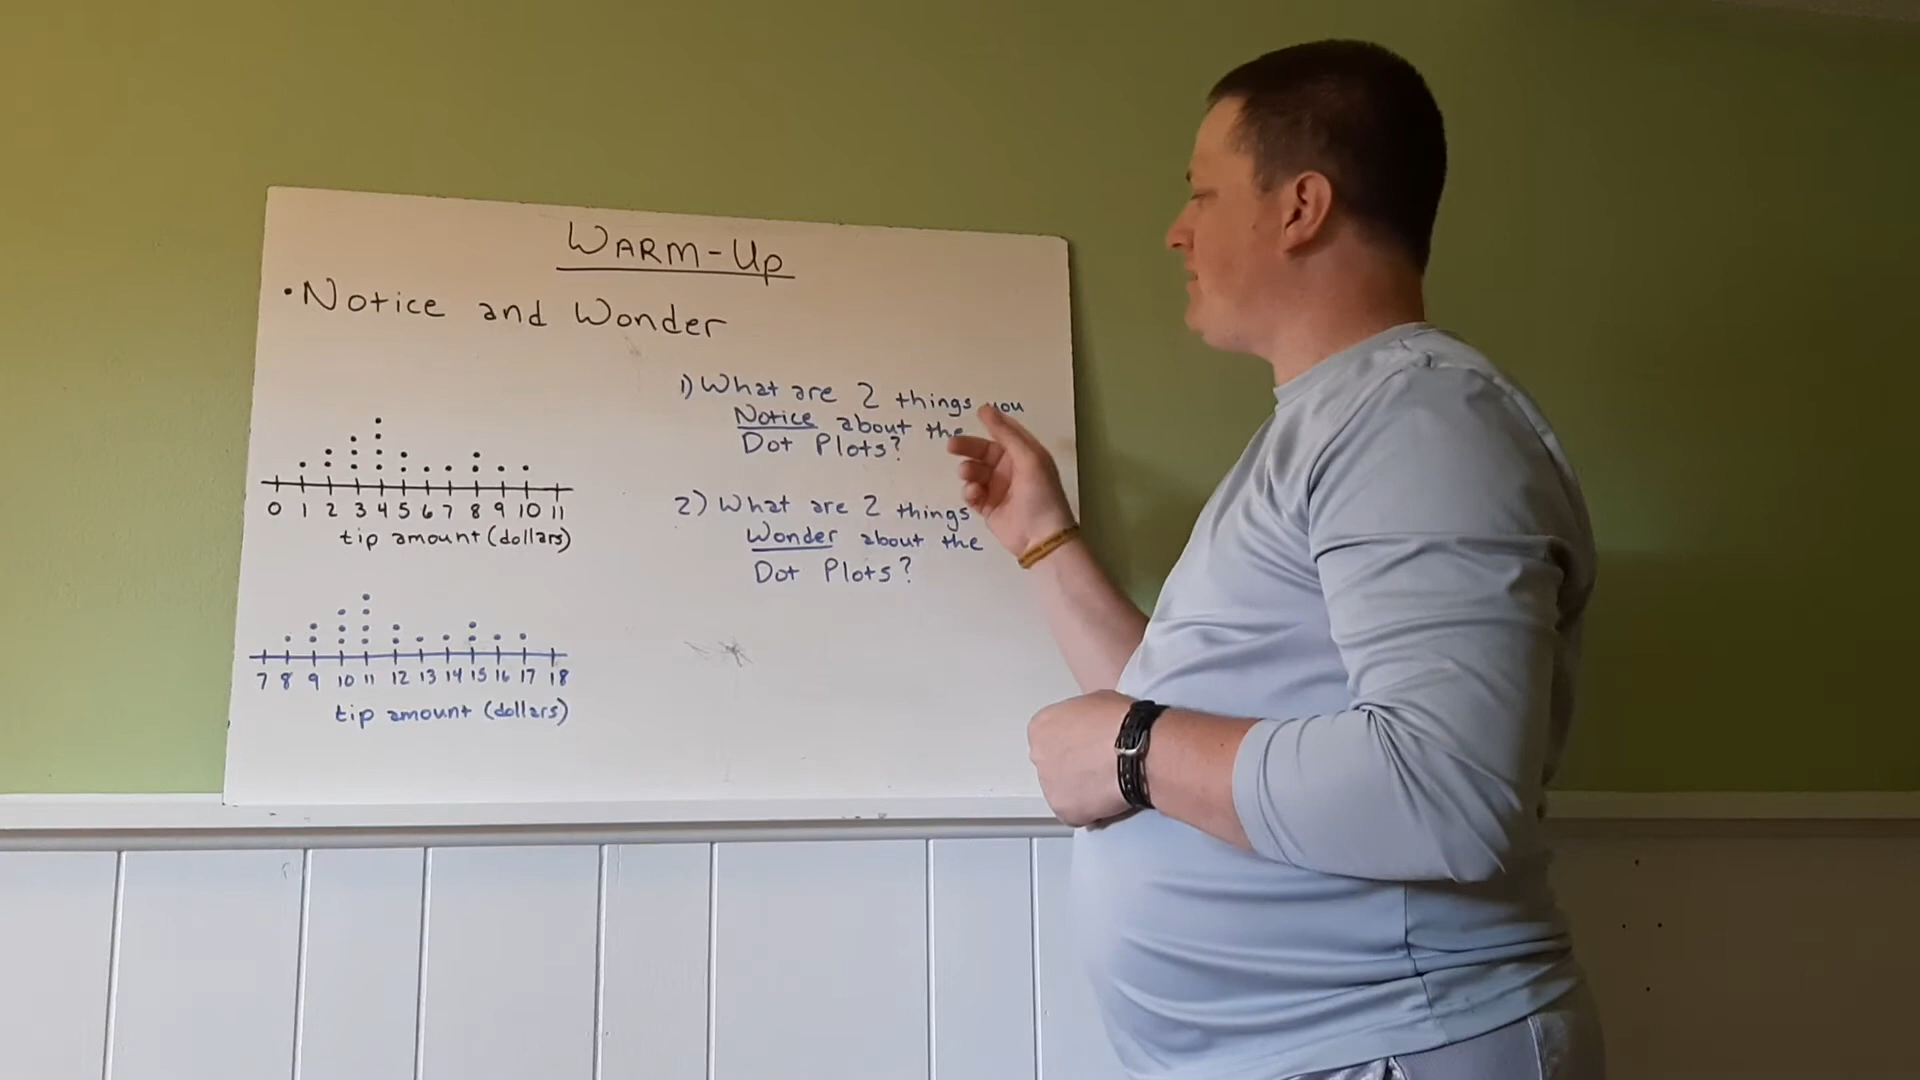 WARM-Up
• Notice and Wonder
1) What are 2 things you
Notice about the
Dot Plots?
0 1 2 3 4 5 6 7 8 9 10 11
tip amount (dollars)
2) What are 2 things
Wonder about the
Dot Plots?
7 8 9 10 11 12 13 14 15 16 17 18
tip amount (dollars)